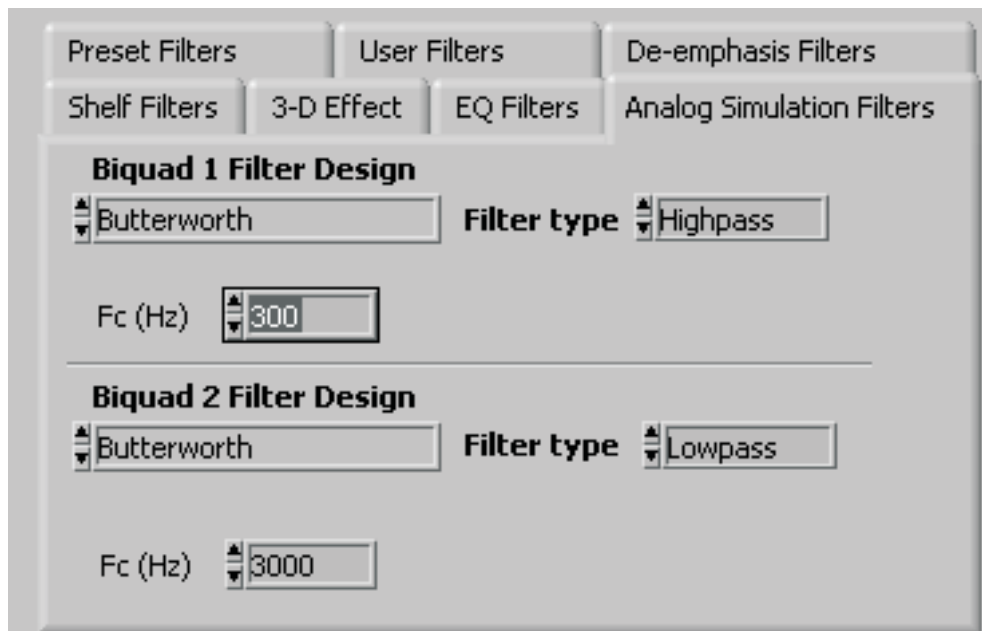 Preset Filters User Filters De-emphasis Filters
Shelf Filters 3-D Effect EQ Filters Analog Simulation Filters
Biquad 1 Filter Design
Butterworth Filter type Highpass
Fc (Hz) 300
Biquad 2 Filter Design
Butterworth Filter type Lowpass
Fc (Hz) 3000